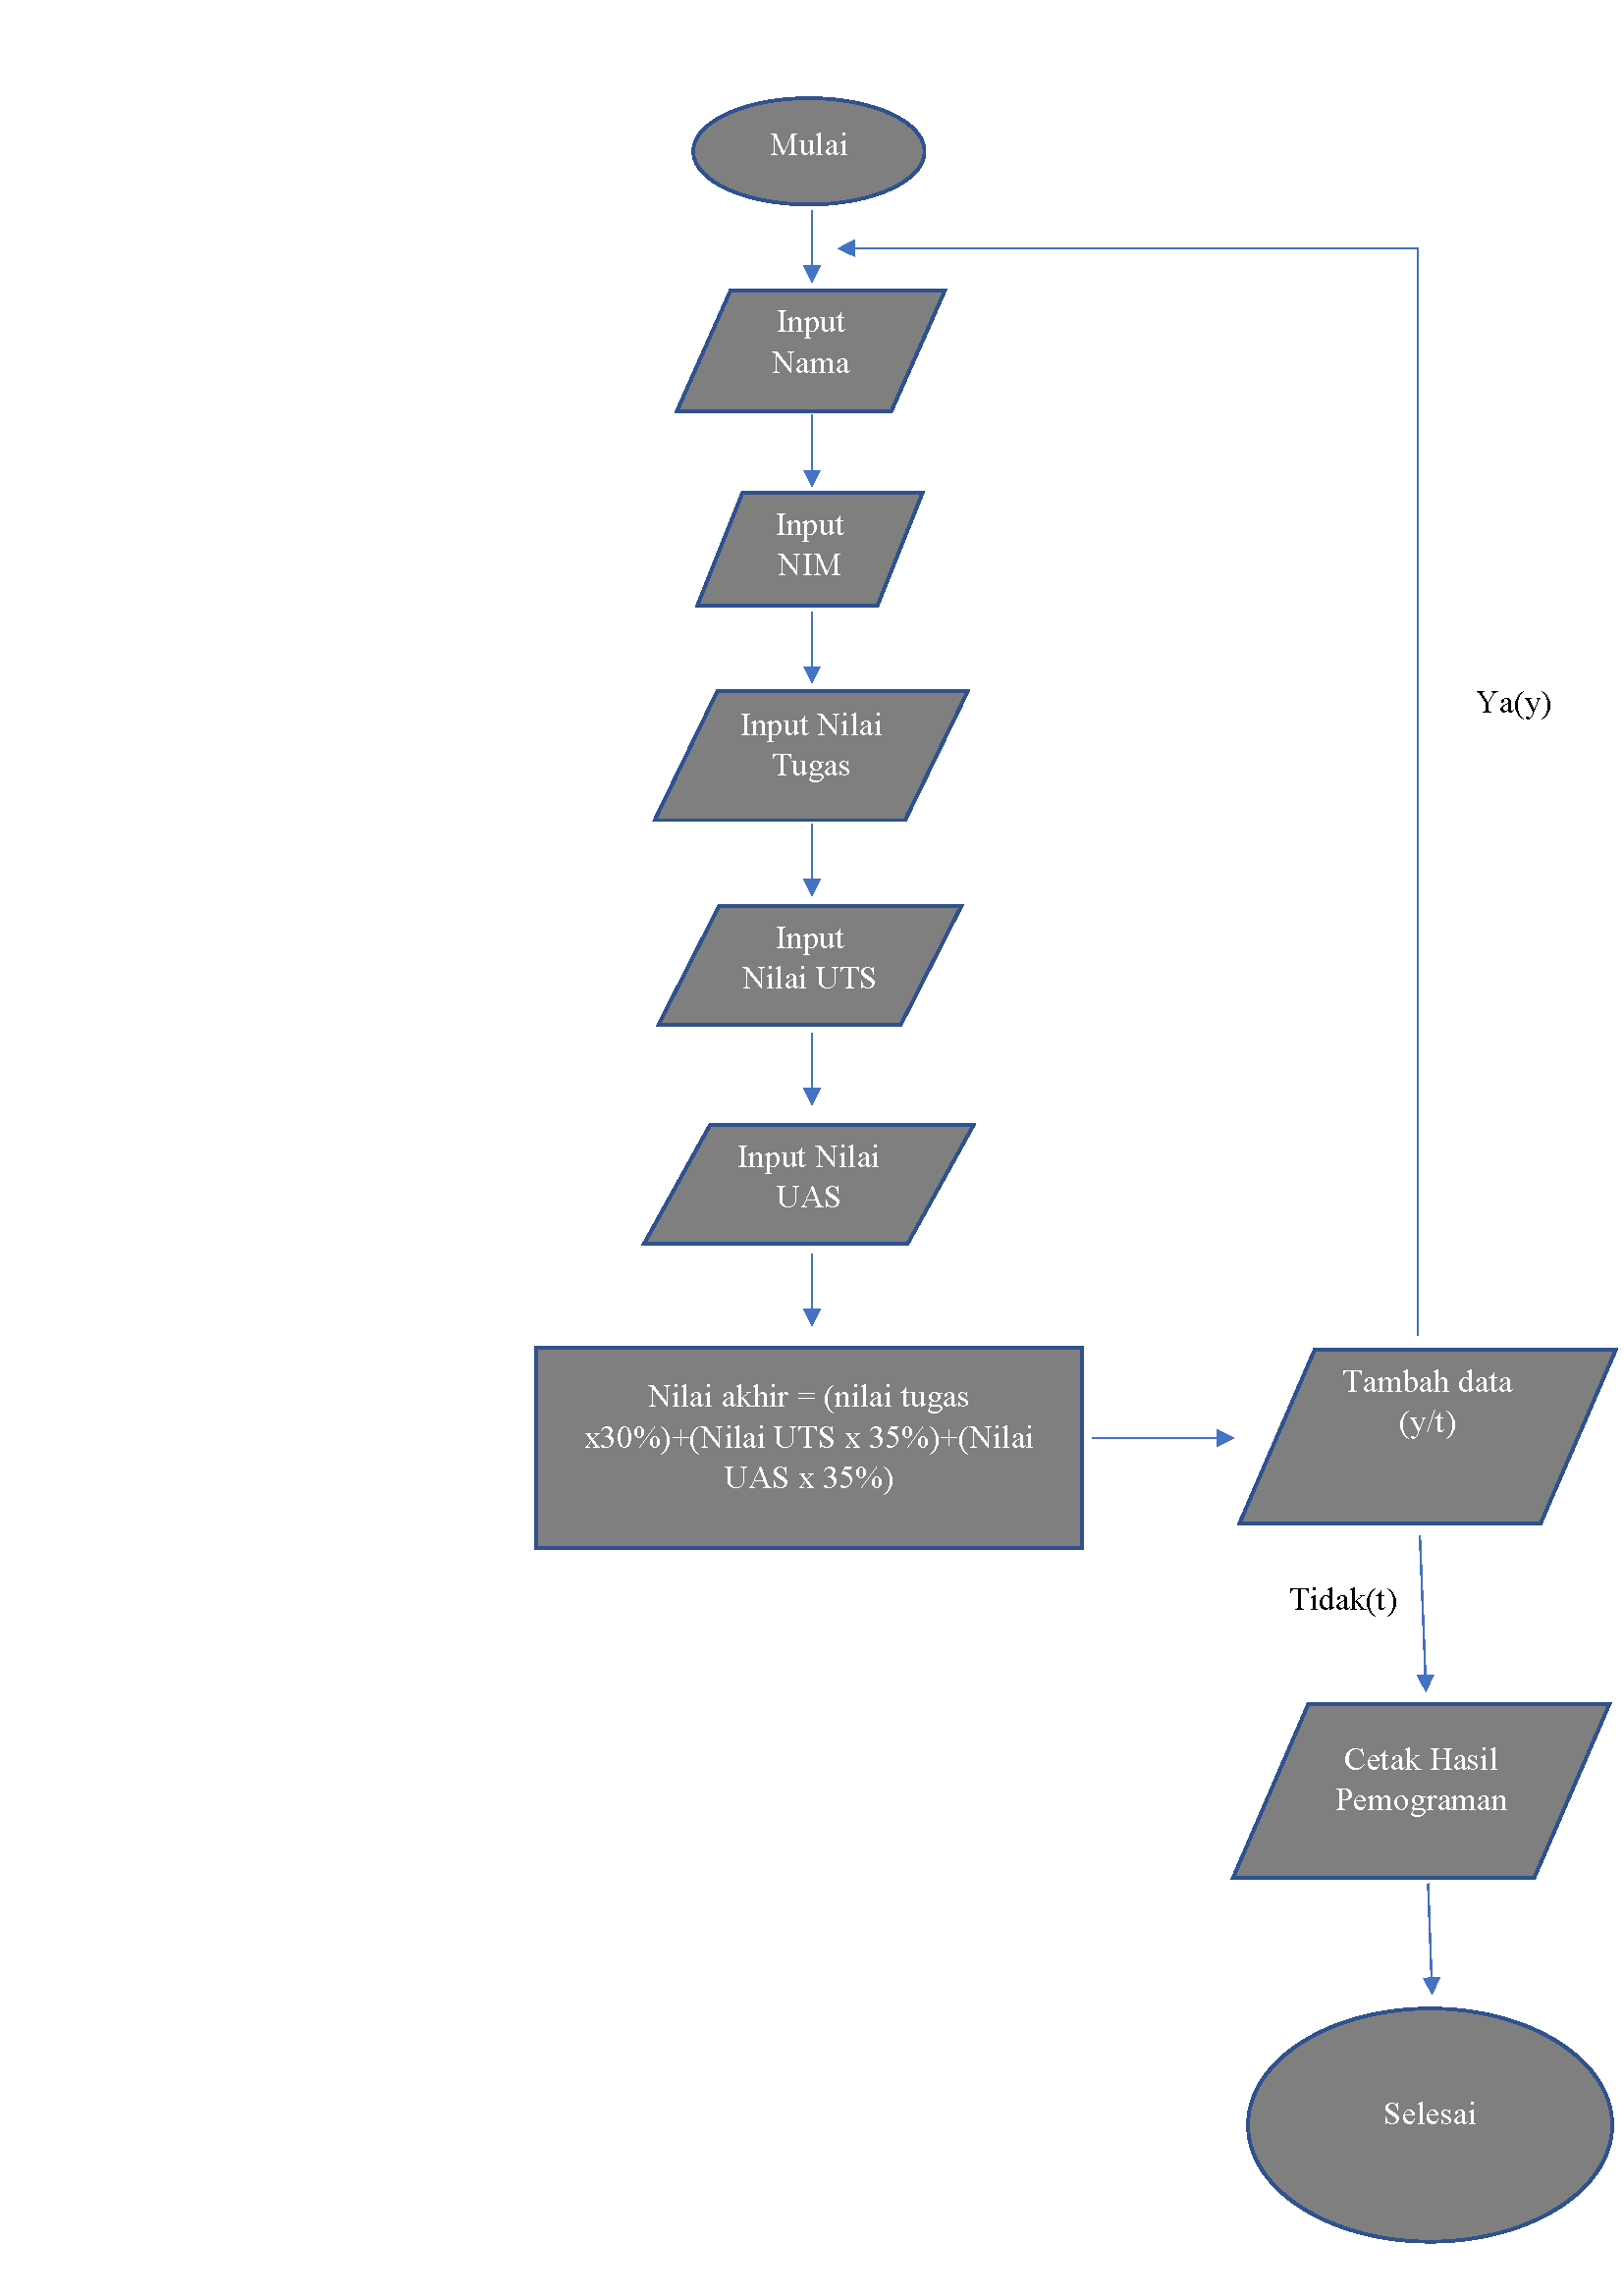 Mulai
Input
Nama
Input
NIM
Input Nilai
Tugas
Input
Nilai UTS
Input Nilai
UAS
Nilai akhir = (nilai tugas
x30%)+(Nilai UTS x 35%)+(Nilai
UAS x 35%)
Tambah data
(y/t)
Ya(y)
Tidak(t)
Cetak Hasil
Pemograman
Selesai